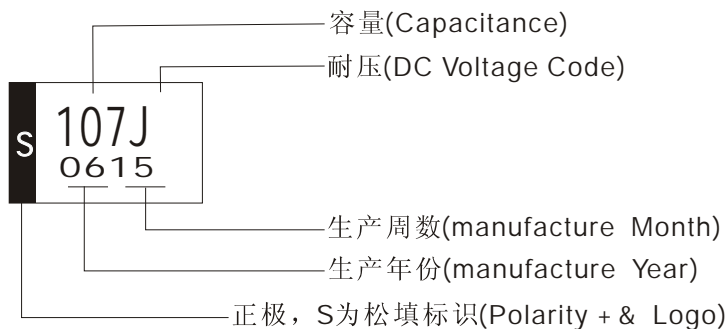 容量(Capacitance)
耐压(DC Voltage Code)
S
107J
0615
生产周数(manufacture Month)
生产年份(manufacture Year)
正极，S为松填标识(Polarity + & Logo)